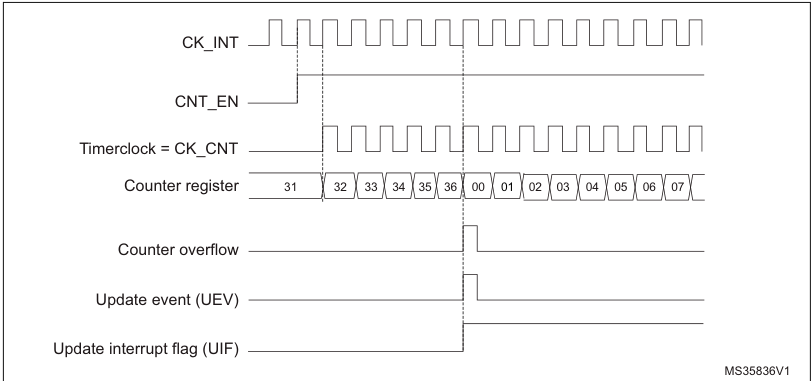 CK_INT
CNT_EN
Timerclock = CK_CNT
Counter register 31 32 33 34 35 36 00 01 02 03 04 05 06 07
Counter overflow
Update event (UEV)
Update interrupt flag (UIF)
MS35836V1